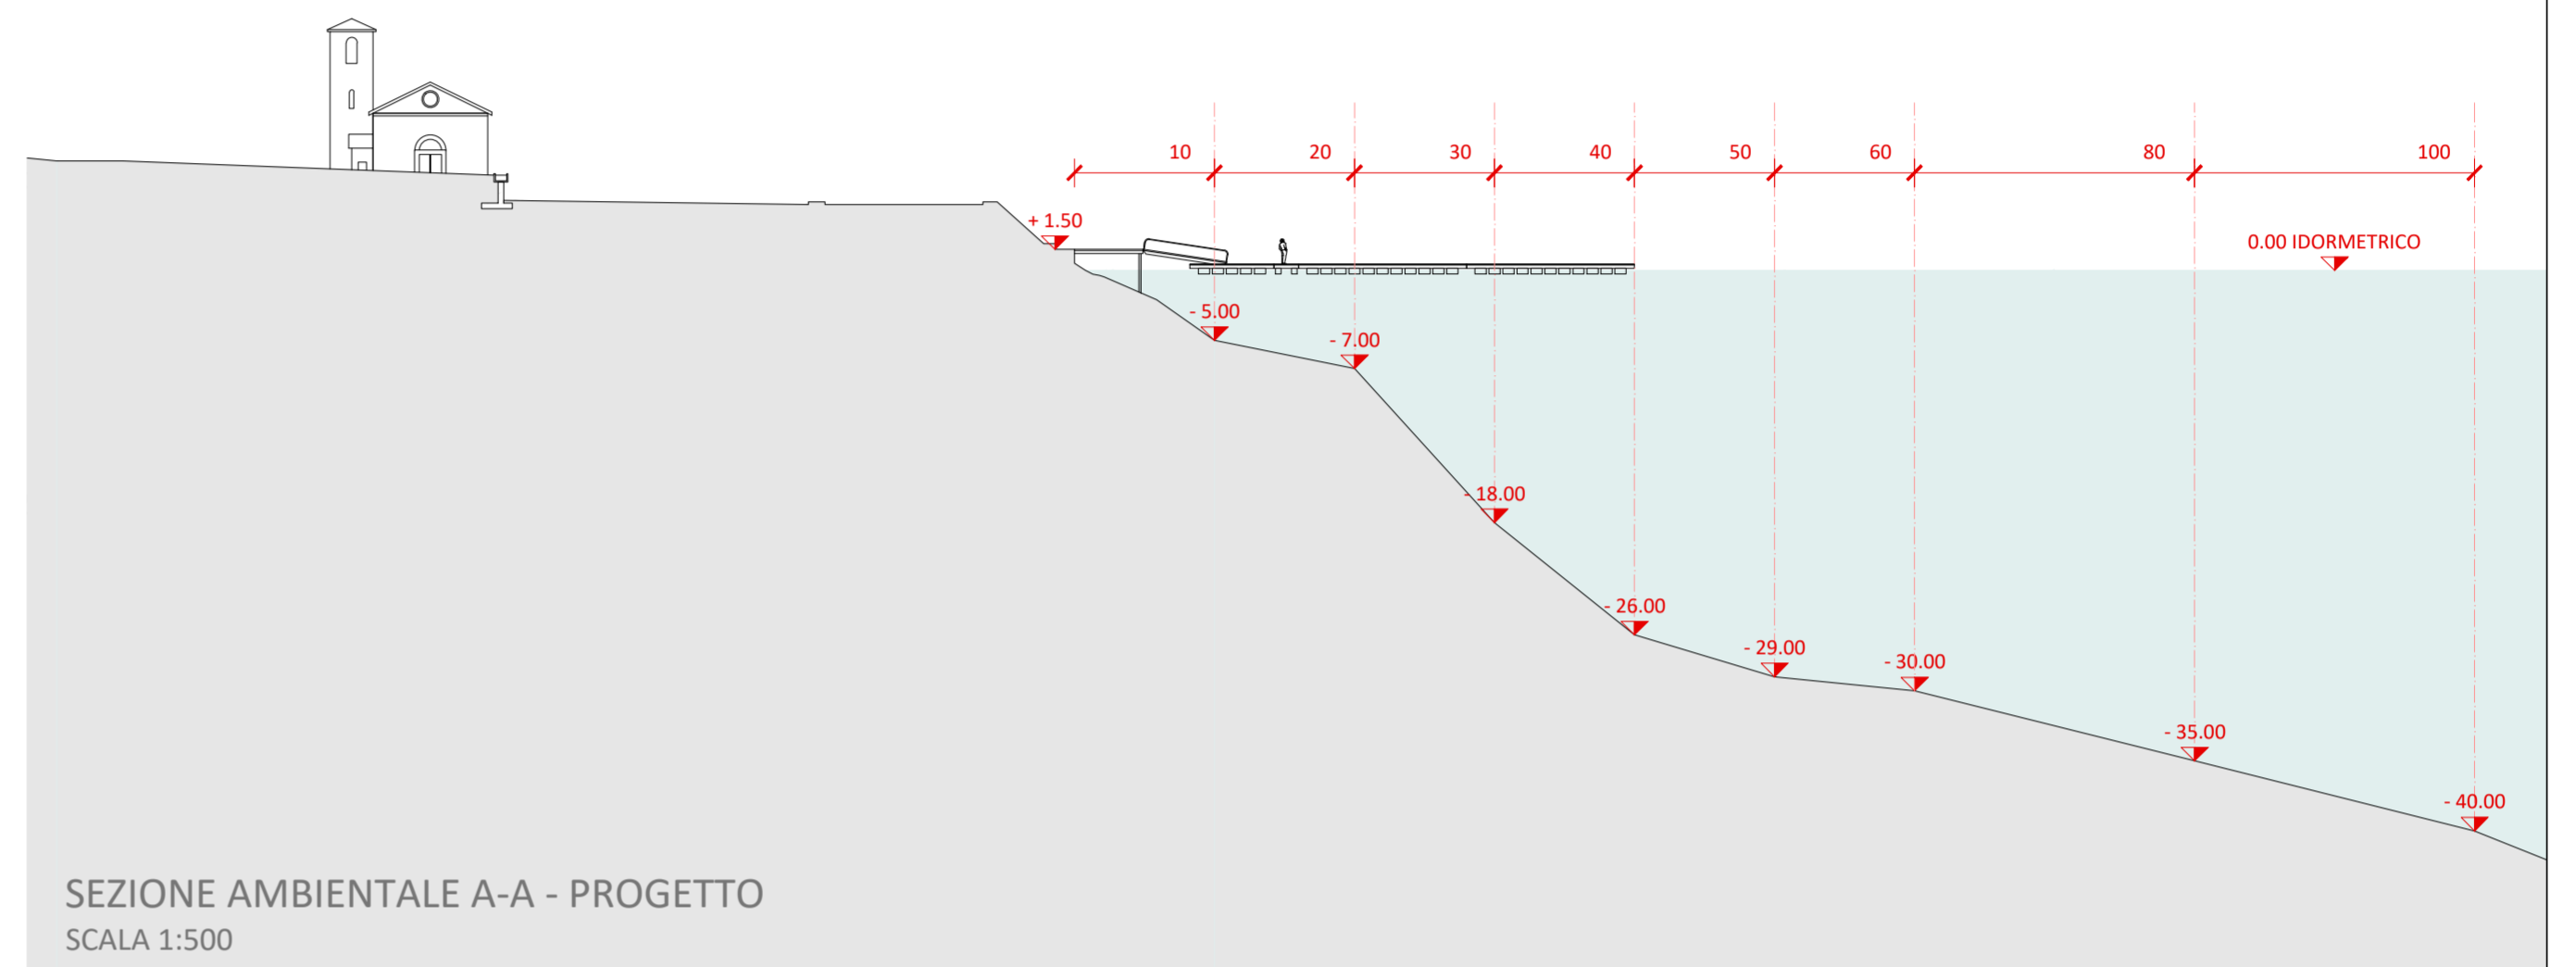 10 20 30 40 50 60 80 100
+ 1.50
0.00 IDORMETRICO
- 5.00
- 7.00
- 18.00
- 26.00
- 29.00
- 30.00
- 35.00
- 40.00
SEZIONE AMBIENTALE A-A - PROGETTO
SCALA 1:500